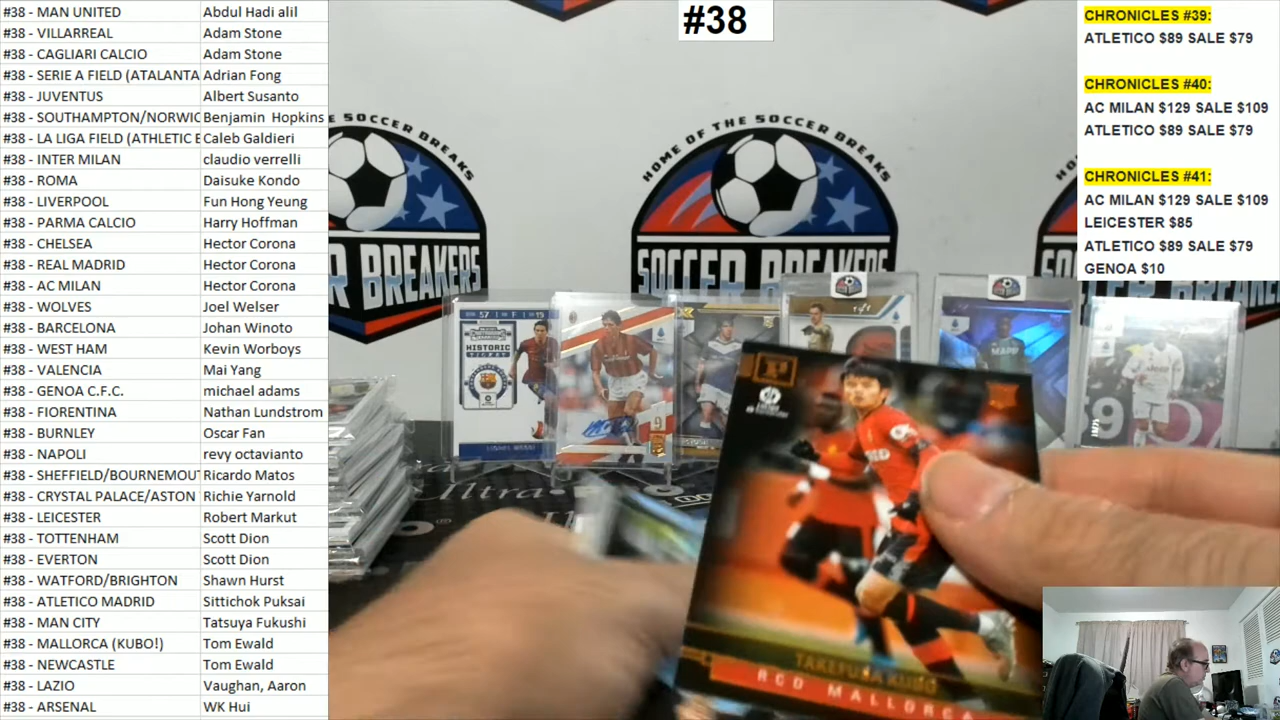 #38 - MAN UNITED Abdul Hadi alil
#38 - VILLARREAL Adam Stone
#38 - CAGLIARI CALCIO Adam Stone
#38 - SERIE A FIELD (ATALANTA Adrian Fong
#38 - JUVENTUS Albert Susanto
#38 - SOUTHAMPTON/NORWIC Benjamin Hopkins
#38 - LA LIGA FIELD (ATHLETIC Caleb Galdieri
#38 - INTER MILAN claudio verrelli
#38 - ROMA Daisuke Kondo
#38 - LIVERPOOL Fun Hong Yeung
#38 - PARMA CALCIO Harry Hoffman
#38 - CHELSEA Hector Corona
#38 - REAL MADRID Hector Corona
#38 - AC MILAN Hector Corona
#38 - WOLVES Joel Welser
#38 - BARCELONA Johan Winoto
#38 - WEST HAM Kevin Worboys
#38 - VALENCIA Mai Yang
#38 - GENOA C.F.C. michael adams
#38 - FIORENTINA Nathan Lundstrom
#38 - BURNLEY Oscar Fan
#38 - NAPOLI revy octavianto
#38 - SHEFFIELD/BOURNEMOUT Ricardo Matos
#38 - CRYSTAL PALACE/ASTON Richie Yarnold
#38 - LEICESTER Robert Markut
#38 - TOTTENHAM Scott Dion
#38 - EVERTON Scott Dion
#38 - WATFORD/BRIGHTON Shawn Hurst
#38 - ATLETICO MADRID Sittichok Puksai
#38 - MAN CITY Tatsuya Fukushi
#38 - MALLORCA (KUBO!) Tom Ewald
#38 - NEWCASTLE Tom Ewald
#38 - LAZIO Vaughan, Aaron
#38 - ARSENAL WK Hui
#38
CHRONICLES #39:
ATLETICO $89 SALE $79
CHRONICLES #40:
AC MILAN $129 SALE $109
ATLETICO $89 SALE $79
CHRONICLES #41:
AC MILAN $129 SALE $109
LEICESTER $85
ATLETICO $89 SALE $79
GENOA $10
E SOCCER BREAKS
R BREAKERS
HOME OF THE SOCCER BREAKS
SOCCER BREAKERS
HISTORIC
TICKET
9
TAKEFUSA KUBO
RCD MALLORCA